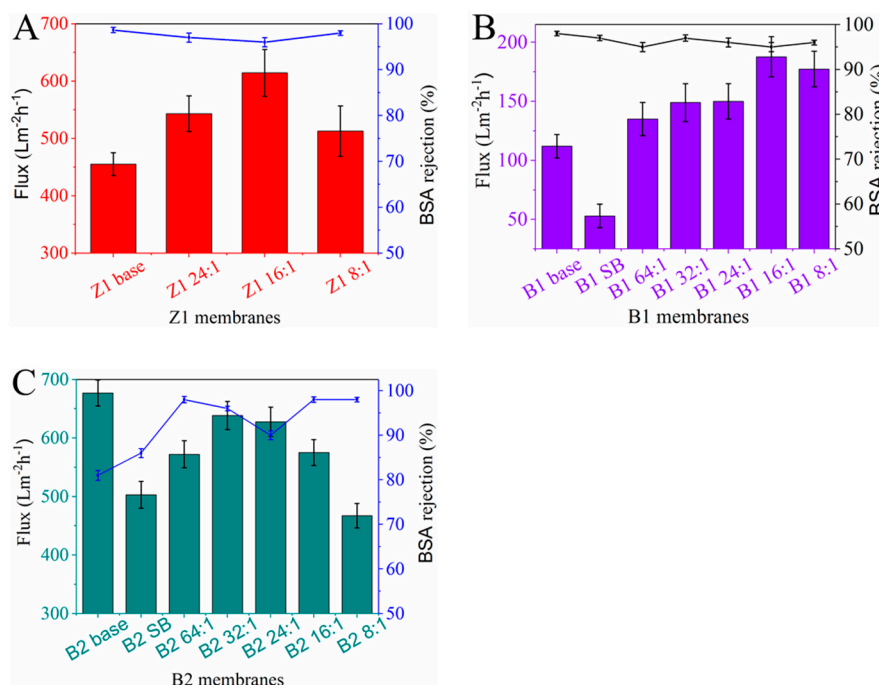 A
700
600
500
400
300
Flux (Lm-2h-1)
100
90
80
70
60
50
BSA rejection (%)
Z1 base
Z1 24:1
Z1 16:1
Z1 8:1
Z1 membranes
B
200
150
100
50
Flux (Lm-2h-1)
100
90
80
70
60
50
BSA rejection (%)
B1 base
B1 SB
B1 64:1
B1 32:1
B1 24:1
B1 16:1
B1 8:1
B1 membranes
C
700
600
500
400
300
Flux (Lm-2h-1)
100
90
80
70
60
50
BSA rejection (%)
B2 base
B2 SB
B2 64:1
B2 32:1
B2 24:1
B2 16:1
B2 8:1
B2 membranes